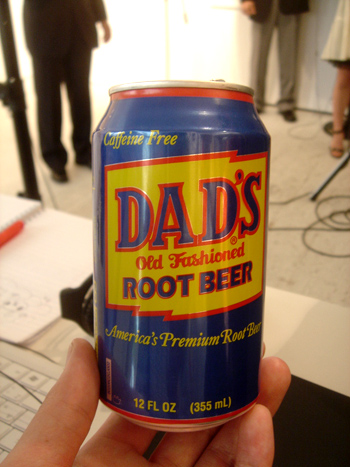 Caffeine Free
DAD'S®
Old Fashioned
ROOT BEER
America's Premium Root Beer
12 FL OZ (355 mL)